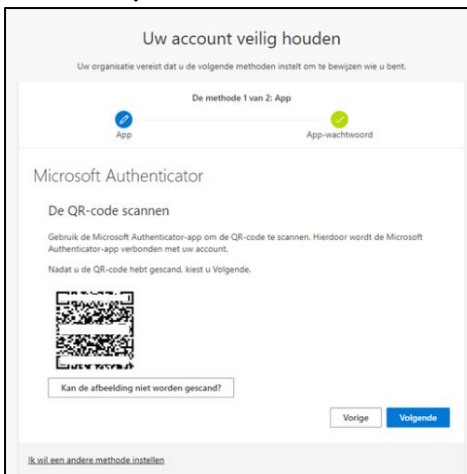 Uw account veilig houden
Uw organisatie vereist dat u de volgende methoden instelt om te bewijzen wie u bent.
De methode 1 van 2: App
App
App-wachtwoord
Microsoft Authenticator
De QR-code scannen
Gebruik de Microsoft Authenticator-app om de QR-code te scannen. Hierdoor wordt de Microsoft
Authenticator-app verbonden met uw account.
Nadat u de QR-code hebt gescand, kiest u Volgende.
Kan de afbeelding niet worden gescand?
Vorige
Volgende
Ik wil een andere methode instellen